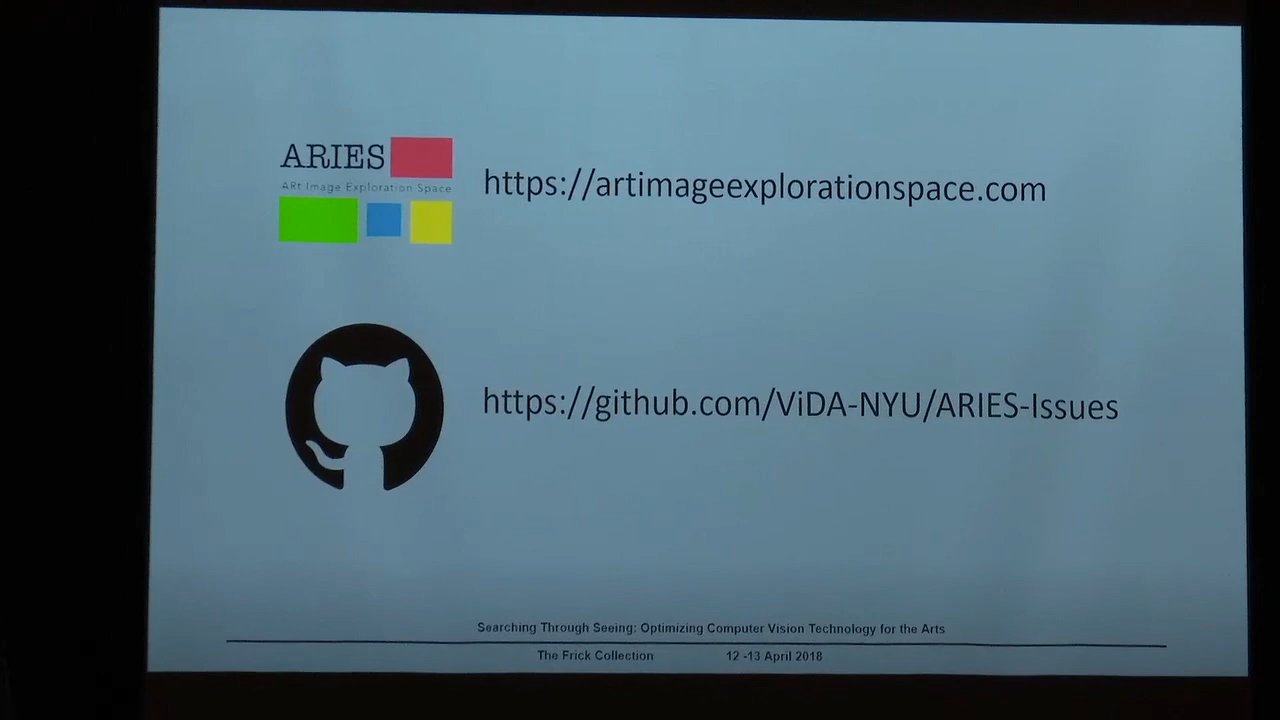 ARIES
ARt Image Exploration Space
https://artimageexplorationspace.com
https://github.com/ViDA-NYU/ARIES-Issues
Searching Through Seeing: Optimizing Computer Vision Technology for the Arts
The Frick Collection 12 -13 April 2018